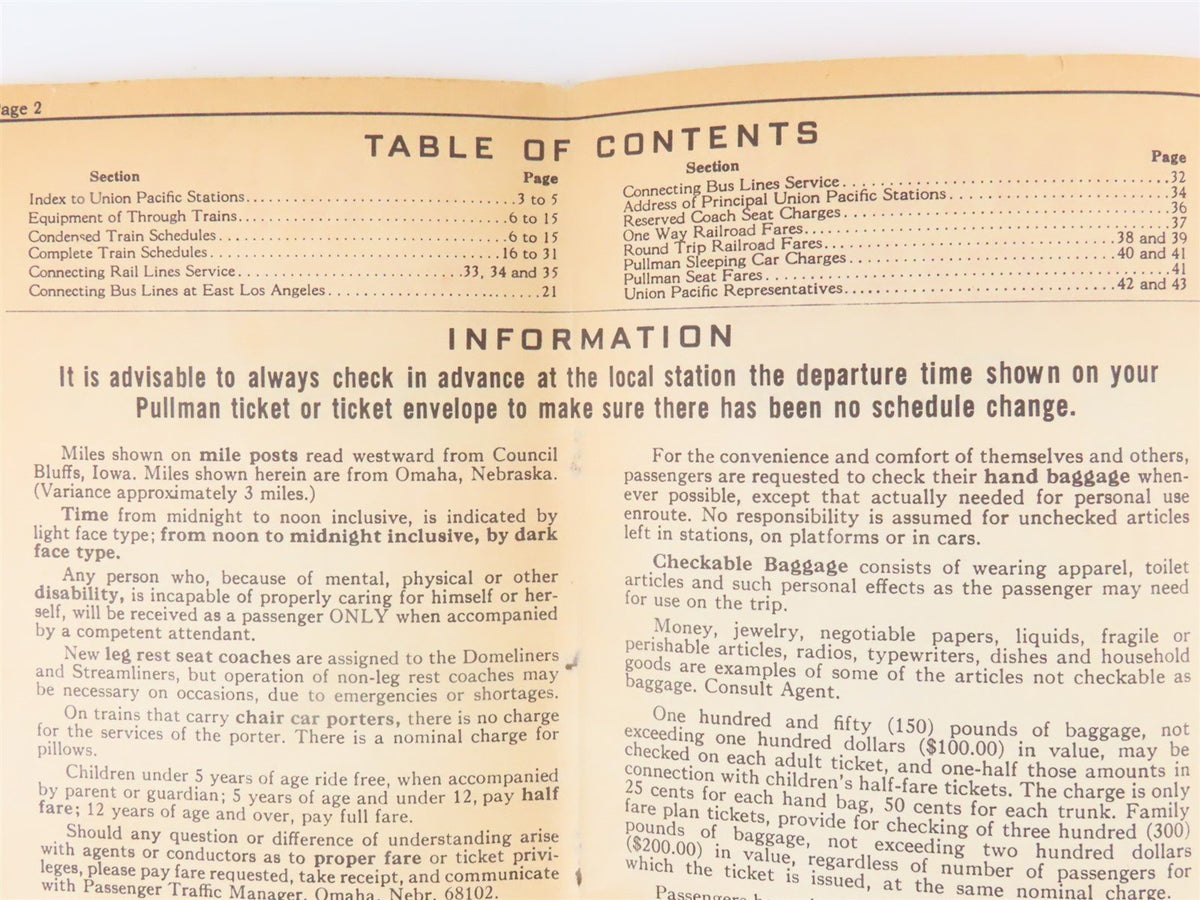 age 2
TABLE OF CONTENTS
Section Page
Index to Union Pacific Stations........................................3 to 5
Equipment of Through Trains........................................6 to 15
Condensed Train Schedules........................................6 to 15
Complete Train Schedules........................................16 to 31
Connecting Rail Lines Service........................33, 34 and 35
Connecting Bus Lines at East Los Angeles........................21
Section Page
Connecting Bus Lines Service........................................32
Address of Principal Union Pacific Stations........................34
Reserved Coach Seat Charges........................................36
One Way Railroad Fares........................................37
Round Trip Railroad Fares........................................38 and 39
Pullman Sleeping Car Charges................................40 and 41
Pullman Seat Fares........................................41
Union Pacific Representatives................................42 and 43
INFORMATION
It is advisable to always check in advance at the local station the departure time shown on your
Pullman ticket or ticket envelope to make sure there has been no schedule change.
Miles shown on mile posts read westward from Council
Bluffs, Iowa. Miles shown herein are from Omaha, Nebraska.
(Variance approximately 3 miles.)
Time from midnight to noon inclusive, is indicated by
light face type; from noon to midnight inclusive, by dark
face type.
Any person who, because of mental, physical or other
disability, is incapable of properly caring for himself or her-
self, will be received as a passenger ONLY when accompanied
by a competent attendant.
New leg rest seat coaches are assigned to the Domeliners
and Streamliners, but operation of non-leg rest coaches may
be necessary on occasions, due to emergencies or shortages.
On trains that carry chair car porters, there is no charge
for the services of the porter. There is a nominal charge for
pillows.
Children under 5 years of age ride free, when accompanied
by parent or guardian; 5 years of age and under 12, pay half
fare; 12 years of age and over, pay full fare.
Should any question or difference of understanding arise
with agents or conductors as to proper fare or ticket privi-
leges, please pay fare requested, take receipt, and communicate
with Passenger Traffic Manager, Omaha, Nebr. 68102.
For the convenience and comfort of themselves and others,
passengers are requested to check their hand baggage when-
ever possible, except that actually needed for personal use
enroute. No responsibility is assumed for unchecked articles
left in stations, on platforms or in cars.
Checkable Baggage consists of wearing apparel, toilet
articles and such personal effects as the passenger may need
for use on the trip.
Money, jewelry, negotiable papers, liquids, fragile or
perishable articles, radios, typewriters, dishes and household
goods are examples of some of the articles not checkable as
baggage. Consult Agent.
One hundred and fifty (150) pounds of baggage, not
exceeding one hundred dollars ($100.00) in value, may be
checked on each adult ticket, and one-half those amounts in
connection with children's half-fare tickets. The charge is only
25 cents for each hand bag, 50 cents for each trunk. Family
fare plan tickets, provide for checking of three hundred (300)
pounds of baggage, not exceeding two hundred dollars
($200.00) in value, regardless of number of passengers for
which the ticket is issued, at the same nominal charge.